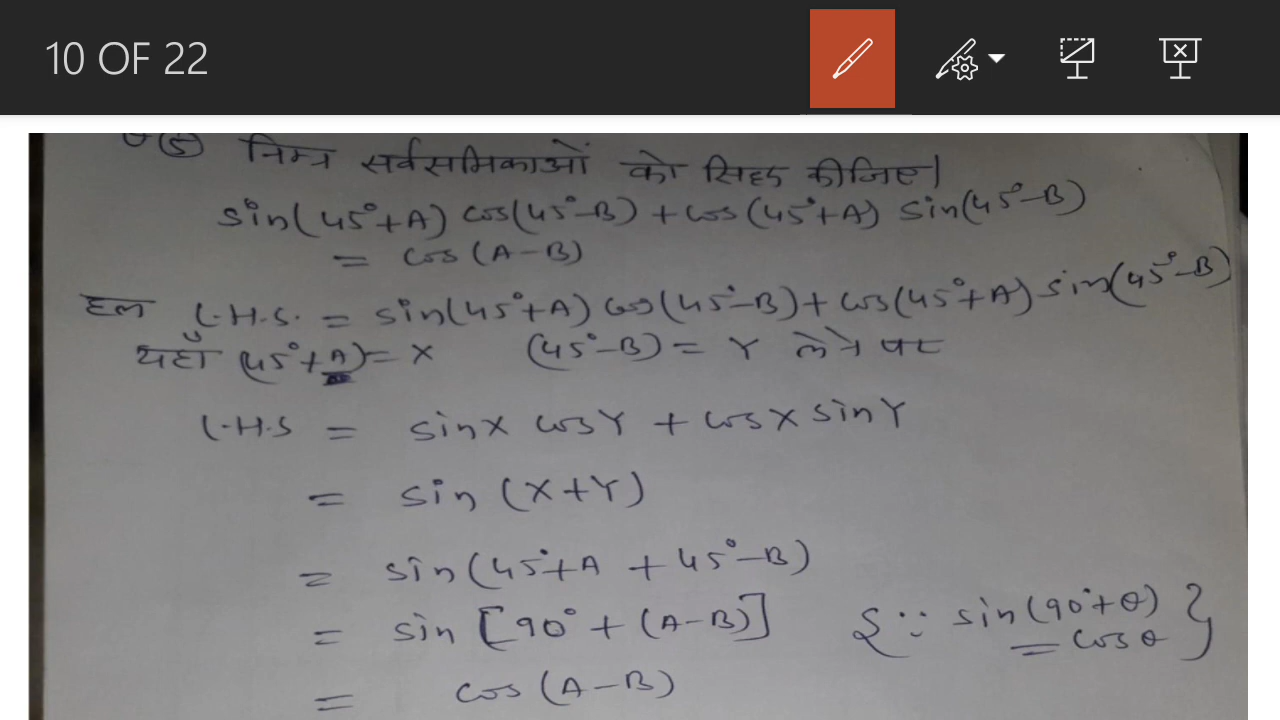 10 OF 22
प्र(5) निम्न सर्वसमिकाओं को सिद्ध कीजिए।
sin(45°+A) cos(45°-B) + cos(45°+A) sin(45°-B)
= cos (A-B)
हल L.H.S. = sin(45°+A) cos(45°-B) + cos(45°+A) sin(45°-B)
यहाँ (45°+A) = X (45°-B) = Y लेने पर
L.H.S = sinX cosY + cosX sinY
= sin (X+Y)
= sin(45°+A + 45°-B)
= sin [90° + (A-B)] {∵ sin(90°+θ)
= cosθ}
= cos (A-B)